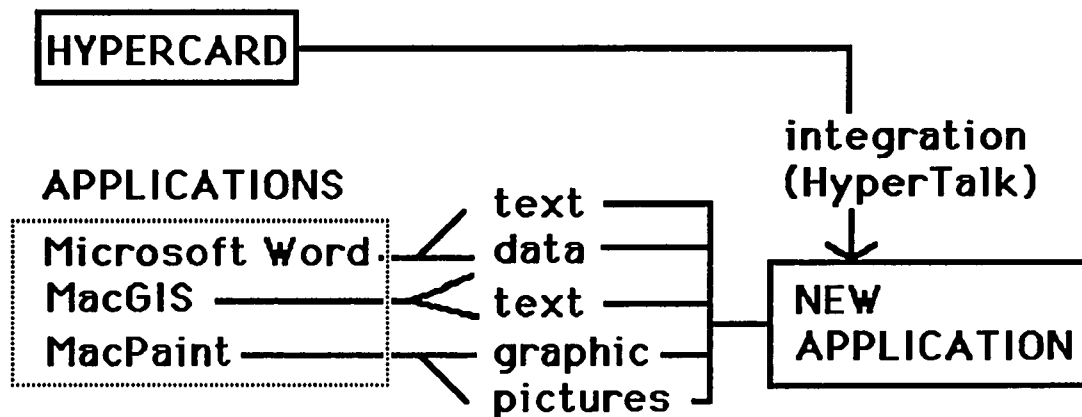 HYPERCARD
integration
(HyperTalk)
APPLICATIONS
Microsoft Word
MacGIS
MacPaint
text
data
text
graphic
pictures
NEW
APPLICATION